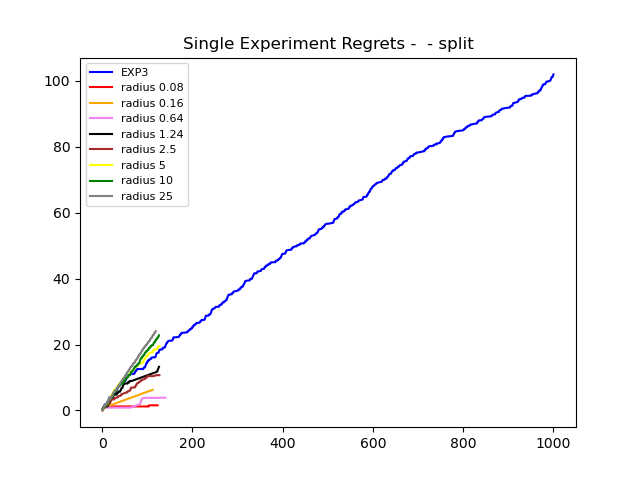 Single Experiment Regrets -  - split
EXP3
radius 0.08
radius 0.16
radius 0.64
radius 1.24
radius 2.5
radius 5
radius 10
radius 25
100
80
60
40
20
0
0 200 400 600 800 1000